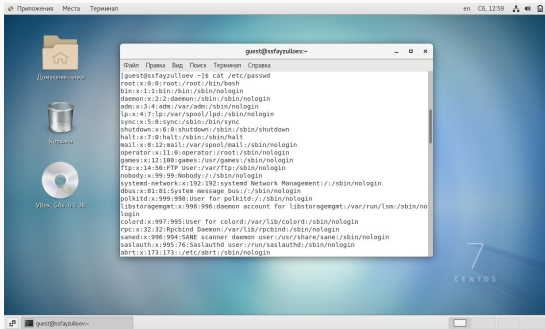 Приложения Места Терминал en Сб, 12:59
Домашняя папка
Корзина
VBox_GAs_6.1.38
guest@ssfayzulloev:~
Файл Правка Вид Поиск Терминал Справка
[guest@ssfayzulloev ~]$ cat /etc/passwd
root:x:0:0:root:/root:/bin/bash
bin:x:1:1:bin:/bin:/sbin/nologin
daemon:x:2:2:daemon:/sbin:/sbin/nologin
adm:x:3:4:adm:/var/adm:/sbin/nologin
lp:x:4:7:lp:/var/spool/lpd:/sbin/nologin
sync:x:5:0:sync:/sbin:/bin/sync
shutdown:x:6:0:shutdown:/sbin:/sbin/shutdown
halt:x:7:0:halt:/sbin:/sbin/halt
mail:x:8:12:mail:/var/spool/mail:/sbin/nologin
operator:x:11:0:operator:/root:/sbin/nologin
games:x:12:100:games:/usr/games:/sbin/nologin
ftp:x:14:50:FTP User:/var/ftp:/sbin/nologin
nobody:x:99:99:Nobody:/:/sbin/nologin
systemd-network:x:192:192:systemd Network Management:/:/sbin/nologin
dbus:x:81:81:System message bus:/:/sbin/nologin
polkitd:x:999:998:User for polkitd:/:/sbin/nologin
libstoragemgmt:x:998:996:daemon account for libstoragemgmt:/var/run/lsm:/sbin/no
login
colord:x:997:995:User for colord:/var/lib/colord:/sbin/nologin
rpc:x:32:32:Rpcbind Daemon:/var/lib/rpcbind:/sbin/nologin
saned:x:996:994:SANE scanner daemon user:/usr/share/sane:/sbin/nologin
saslauth:x:995:76:Saslauthd user:/run/saslauthd:/sbin/nologin
abrt:x:173:173::/etc/abrt:/sbin/nologin
7
CENTOS
guest@ssfayzulloev:~